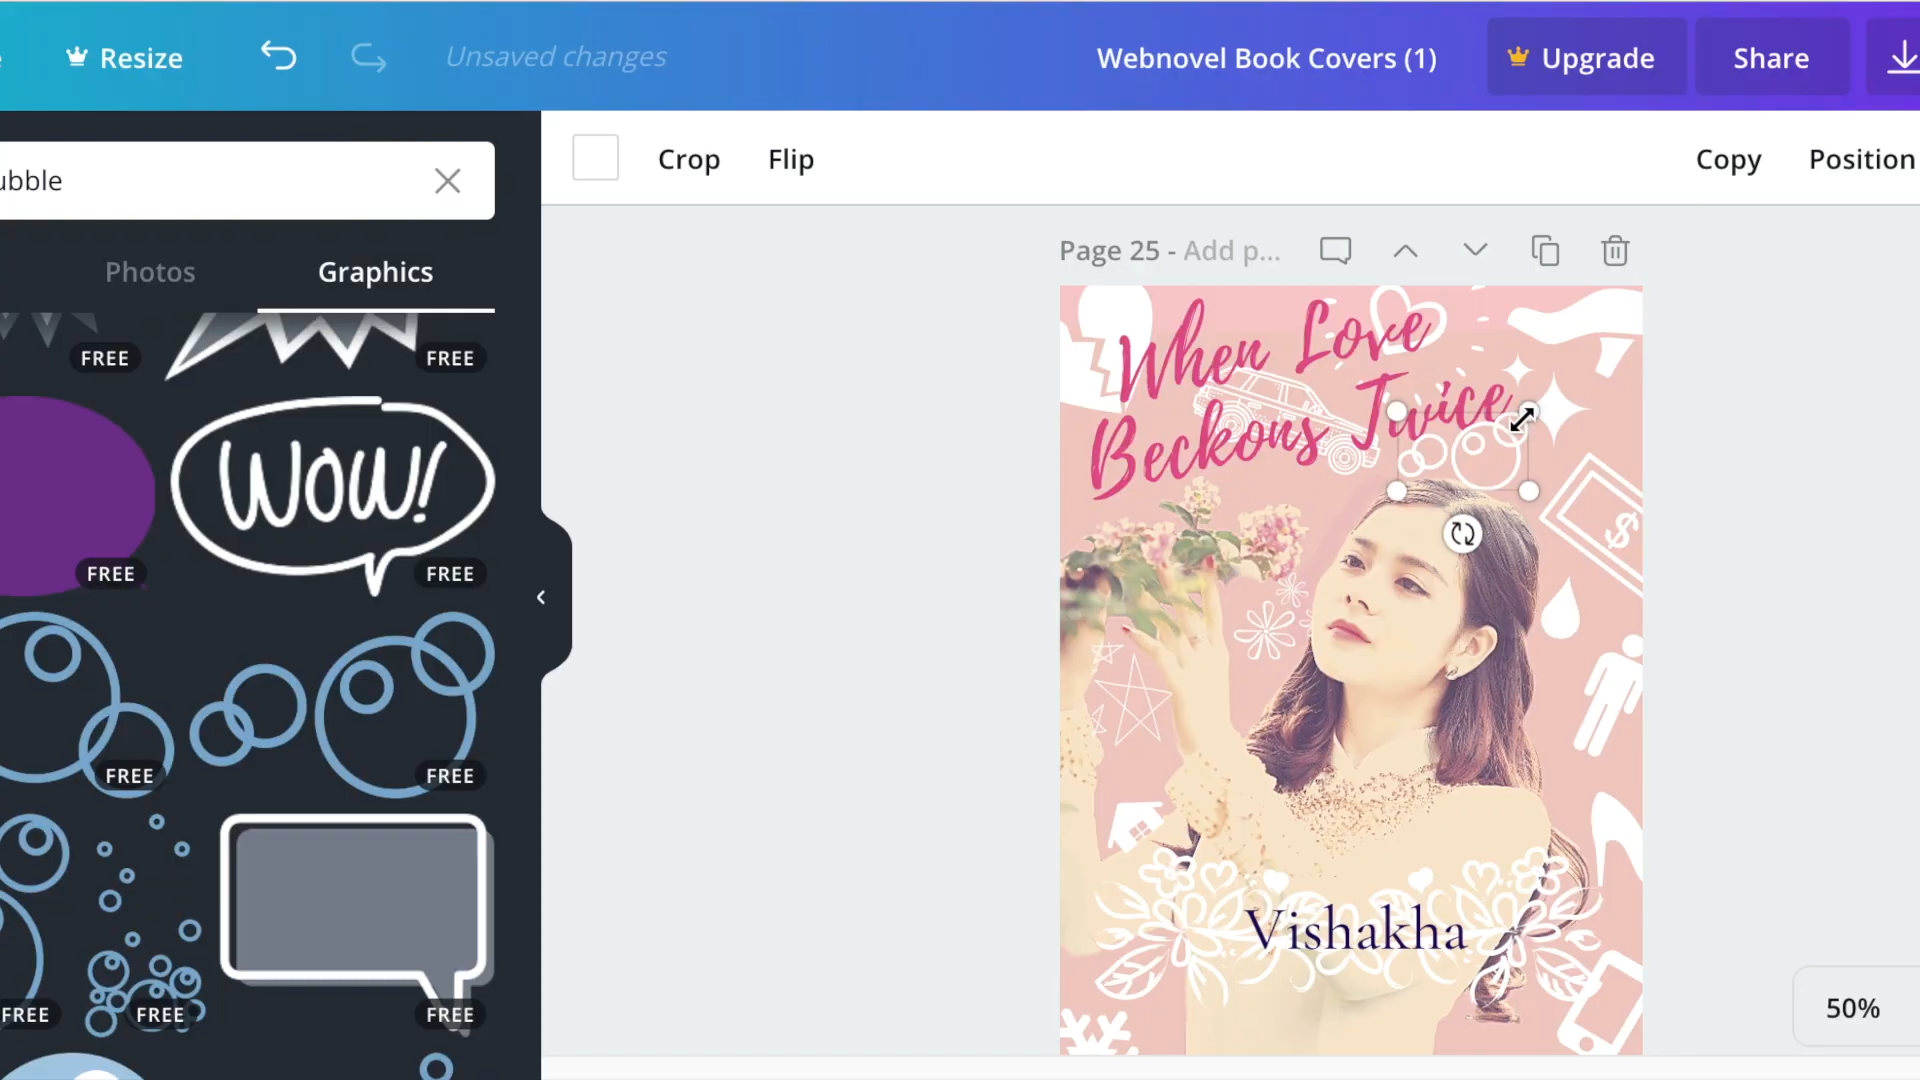 Resize
Unsaved changes
Webnovel Book Covers (1)
Upgrade
Share
ubble
Crop
Flip
Copy
Position
Photos
Graphics
Page 25 - Add p...
FREE
FREE
When Love
Beckons Twice
WOW!
FREE
FREE
$
FREE
FREE
Vishakha
FREE
FREE
FREE
50%